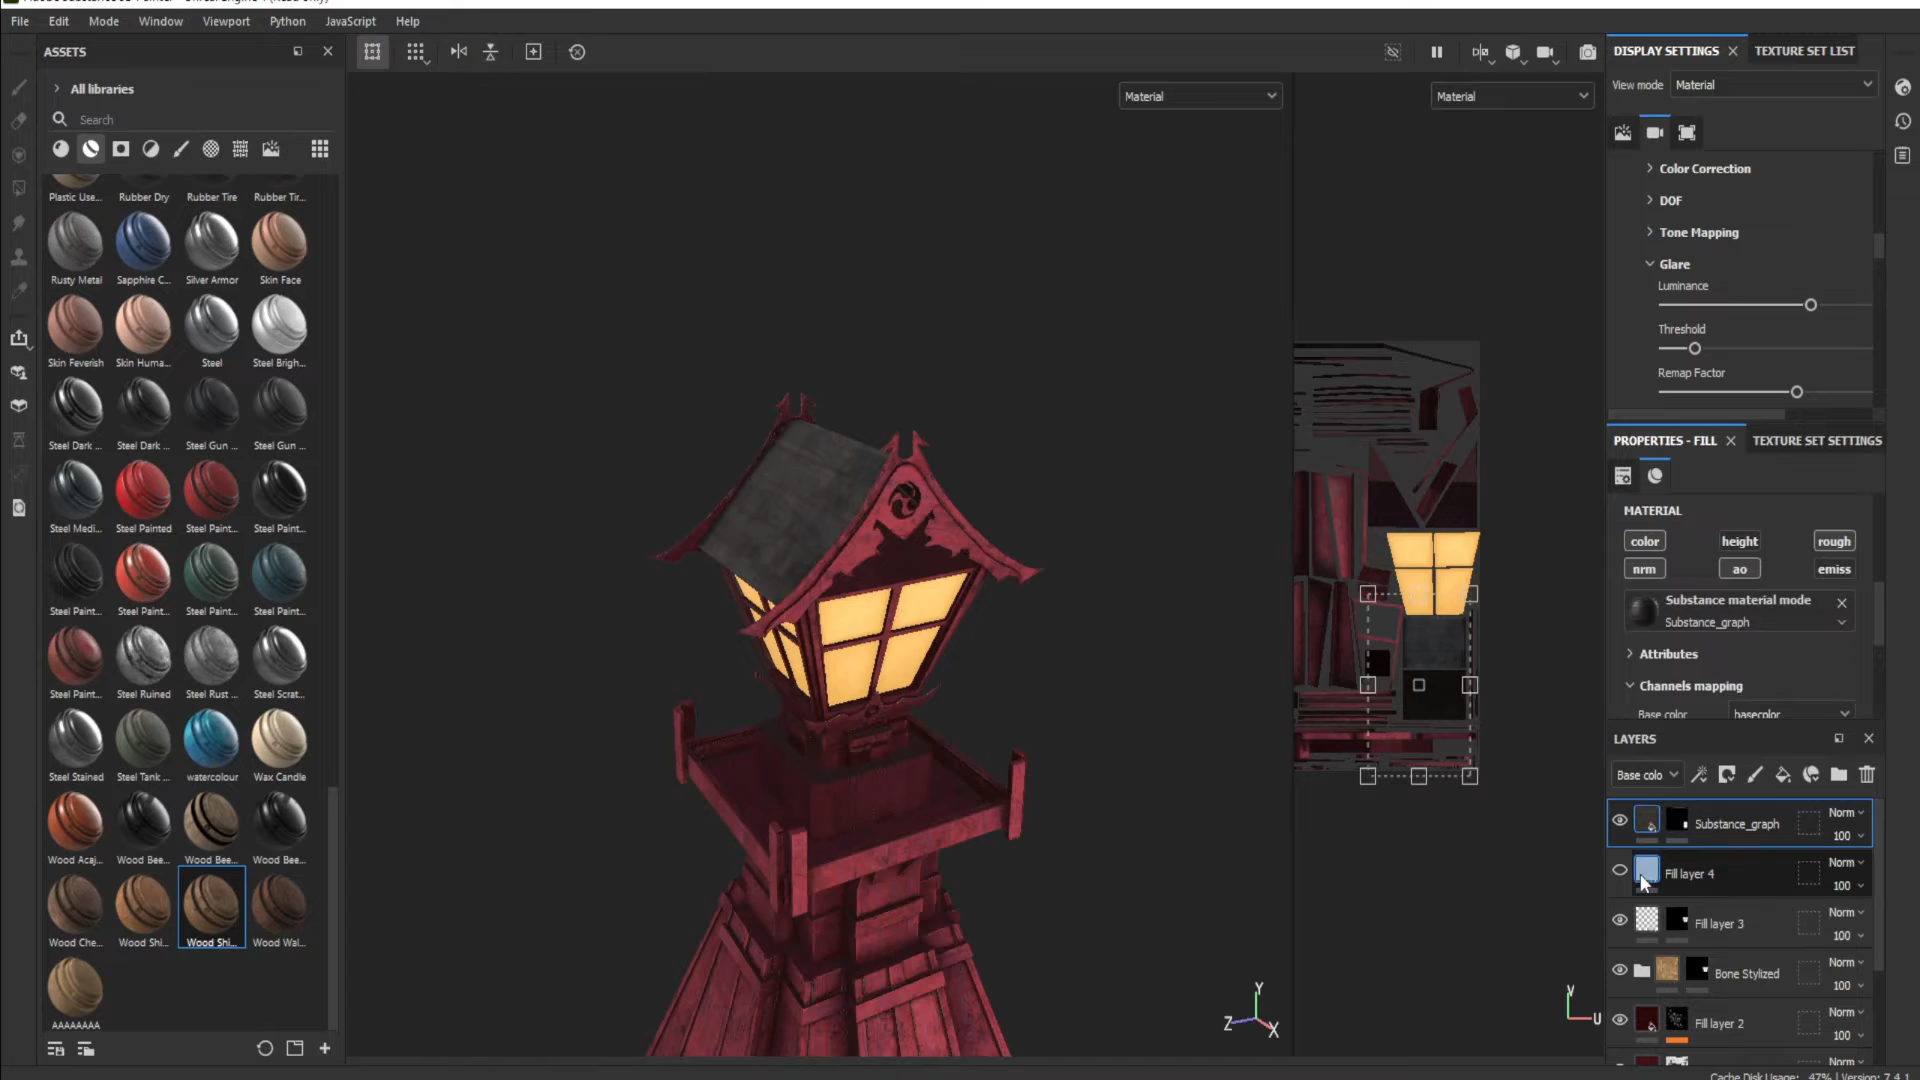 File Edit Mode Window Viewport Python JavaScript Help
ASSETS
All libraries
Search
Plastic Use... Rubber Dry Rubber Tire Rubber Tir...
Rusty Metal Sapphire C... Silver Armor Skin Face
Skin Feverish Skin Huma... Steel Steel Brigh...
Steel Dark ... Steel Dark ... Steel Gun ... Steel Gun ...
Steel Medi... Steel Painted Steel Paint... Steel Paint...
Steel Paint... Steel Paint... Steel Paint... Steel Paint...
Steel Paint... Steel Ruined Steel Rust ... Steel Scrat...
Steel Stained Steel Tank ... watercolour Wax Candle
Wood Acaj... Wood Bee... Wood Bee... Wood Bee...
Wood Che... Wood Shi... Wood Shi... Wood Wal...
AAAAAAAA
Material
Material
Y
Z
X
V
U
DISPLAY SETTINGS TEXTURE SET LIST
View mode Material
Color Correction
DOF
Tone Mapping
Glare
Luminance
Threshold
Remap Factor
PROPERTIES - FILL TEXTURE SET SETTINGS
MATERIAL
color height rough
nrm ao emiss
Substance material mode
Substance_graph
Attributes
Channels mapping
Base color basecolor
LAYERS
Base colo
Substance_graph Norm 100
Fill layer 4 Norm 100
Fill layer 3 Norm 100
Bone Stylized Norm 100
Fill layer 2 Norm 100
Norm
Cache Disk Usage: 47% | Version: 7.4.1